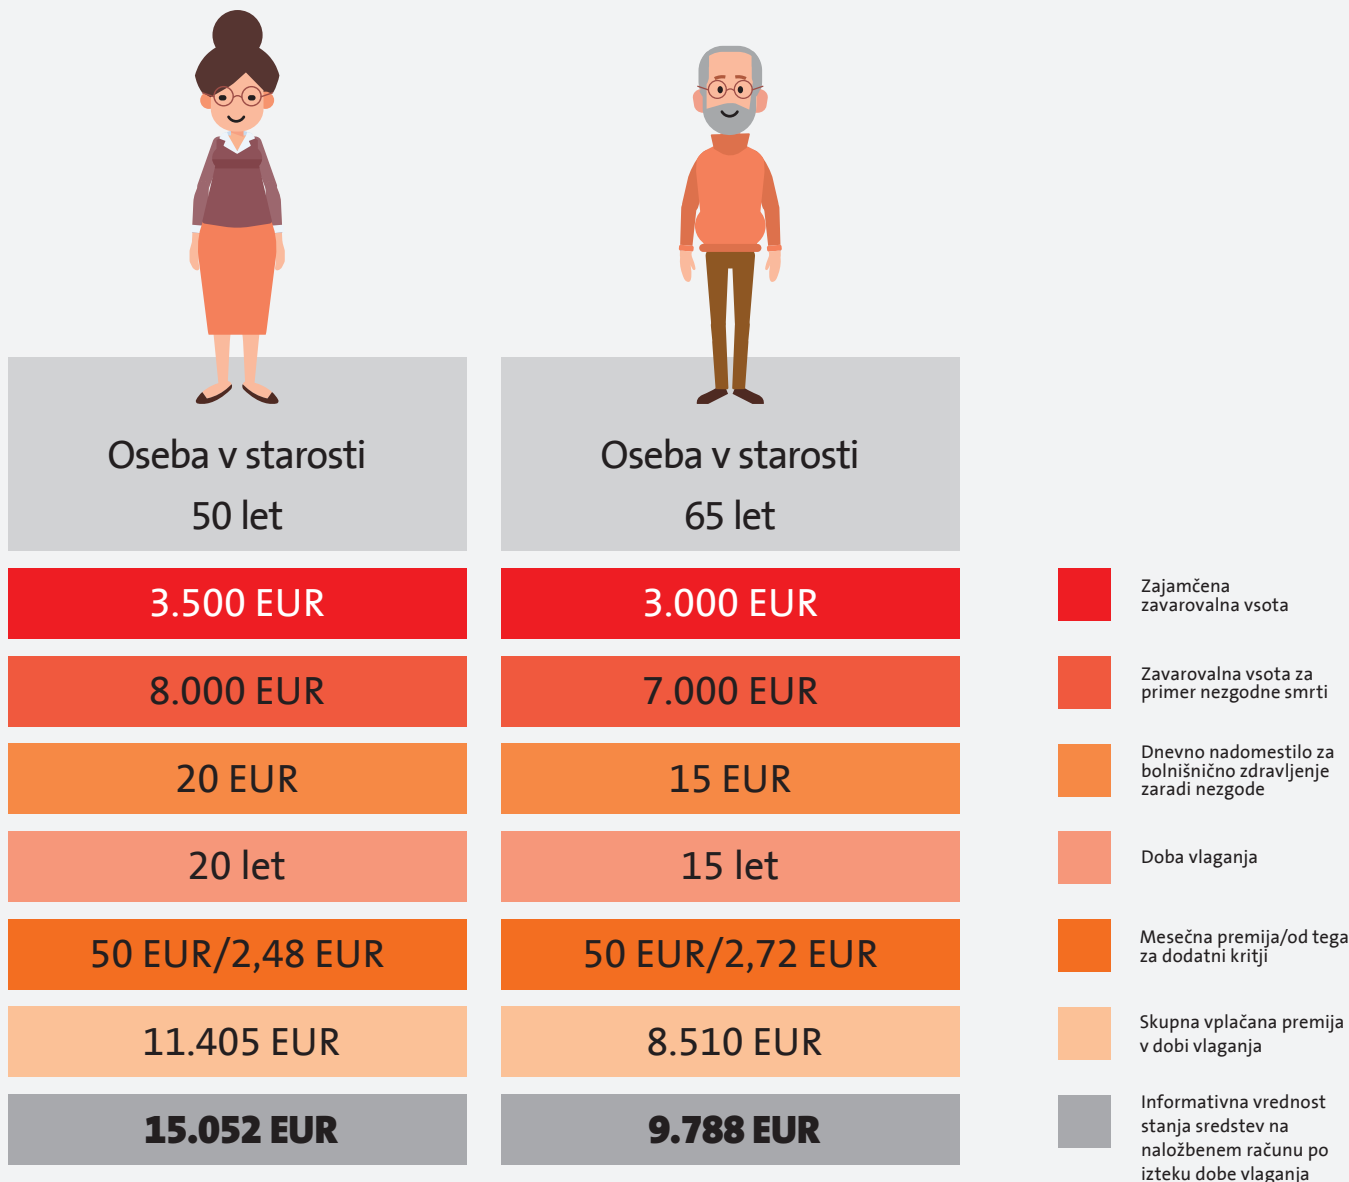 Oseba v starosti
50 let
Oseba v starosti
65 let
3.500 EUR
3.000 EUR
Zajamčena
zavarovalna vsota
8.000 EUR
7.000 EUR
Zavarovalna vsota za
primer nezgodne smrti
20 EUR
15 EUR
Dnevno nadomestilo za
bolnišnično zdravljenje
zaradi nezgode
20 let
15 let
Doba vlaganja
50 EUR/2,48 EUR
50 EUR/2,72 EUR
Mesečna premija/od tega
za dodatni kritji
11.405 EUR
8.510 EUR
Skupna vplačana premija
v dobi vlaganja
15.052 EUR
9.788 EUR
Informativna vrednost
stanja sredstev na
naložbenem računu po
izteku dobe vlaganja